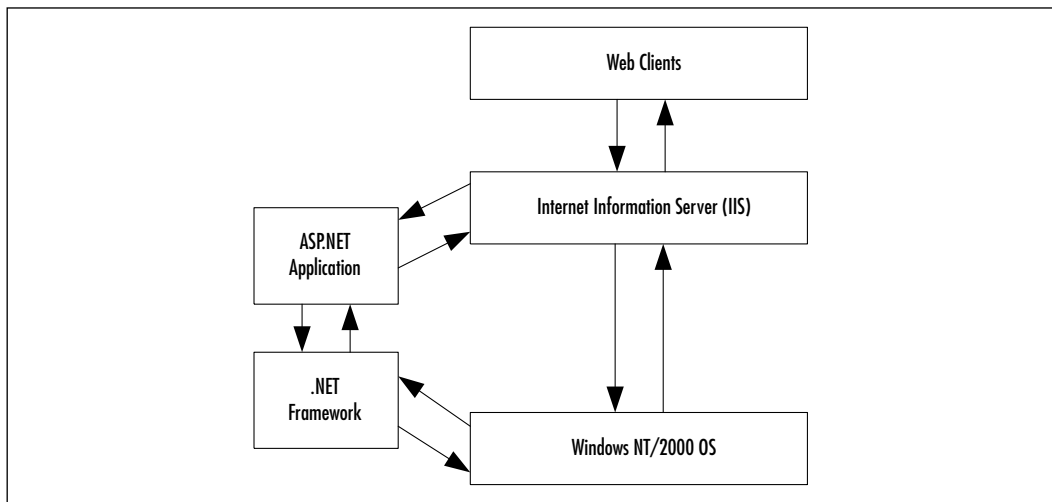 Web Clients
Internet Information Server (IIS)
ASP.NET
Application
.NET
Framework
Windows NT/2000 OS